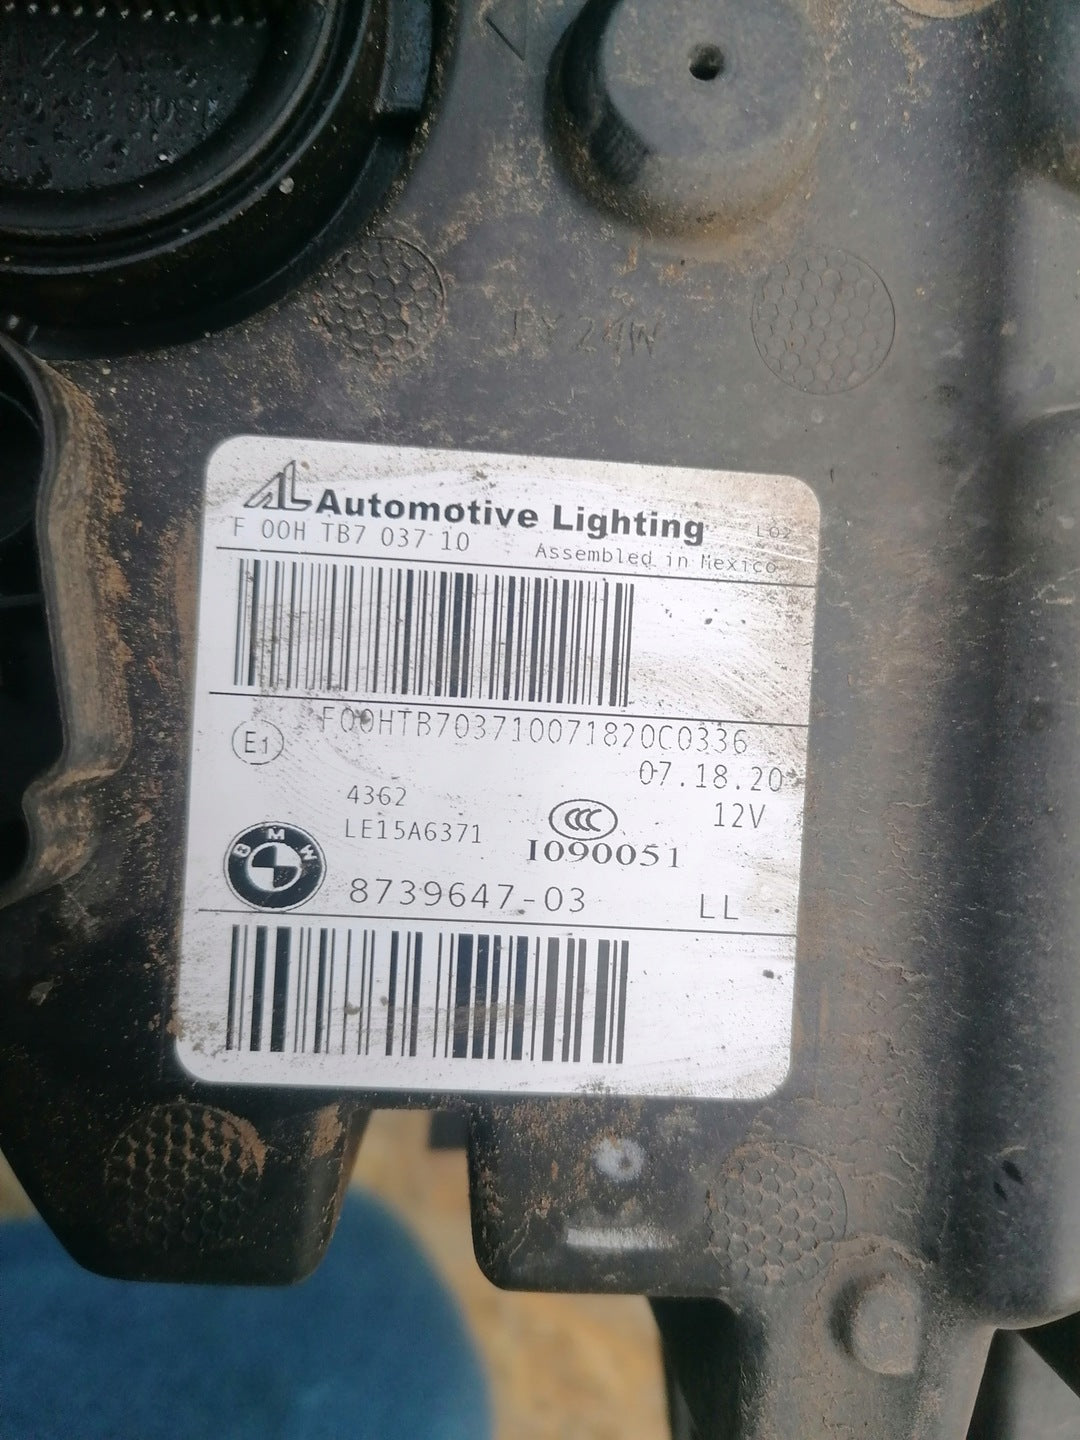 PY24W
Automotive Lighting
L02
F 00H TB7 037 10
Assembled in Mexico
F00HTB703710071820C0336
E1
07.18.20
4362
12V
LE15A6371
CCC
I090051
BMW
8739647-03
LL